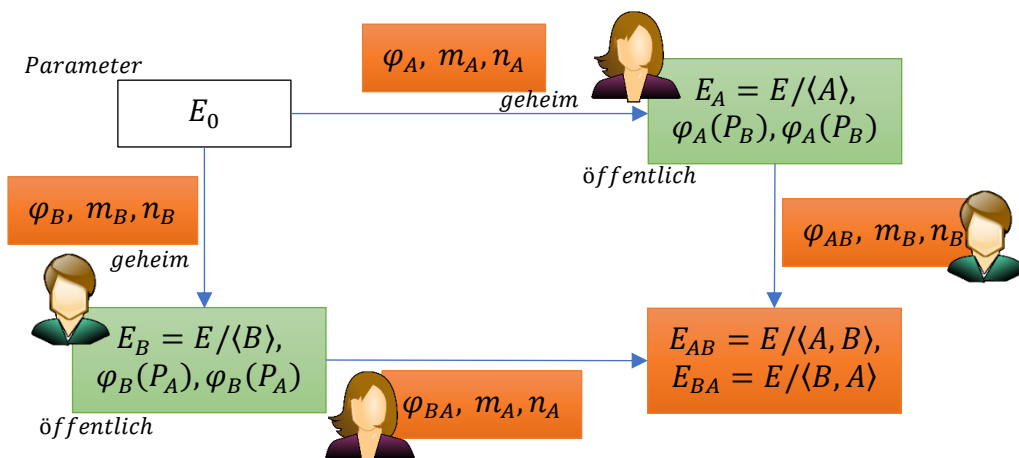 φ_A, m_A, n_A
Parameter
E_0
geheim
E_A = E/⟨A⟩,
φ_A(P_B), φ_A(P_B)
öffentlich
φ_B, m_B, n_B
geheim
φ_AB, m_B, n_B
E_B = E/⟨B⟩,
φ_B(P_A), φ_B(P_A)
öffentlich
E_AB = E/⟨A, B⟩,
E_BA = E/⟨B, A⟩
φ_BA, m_A, n_A